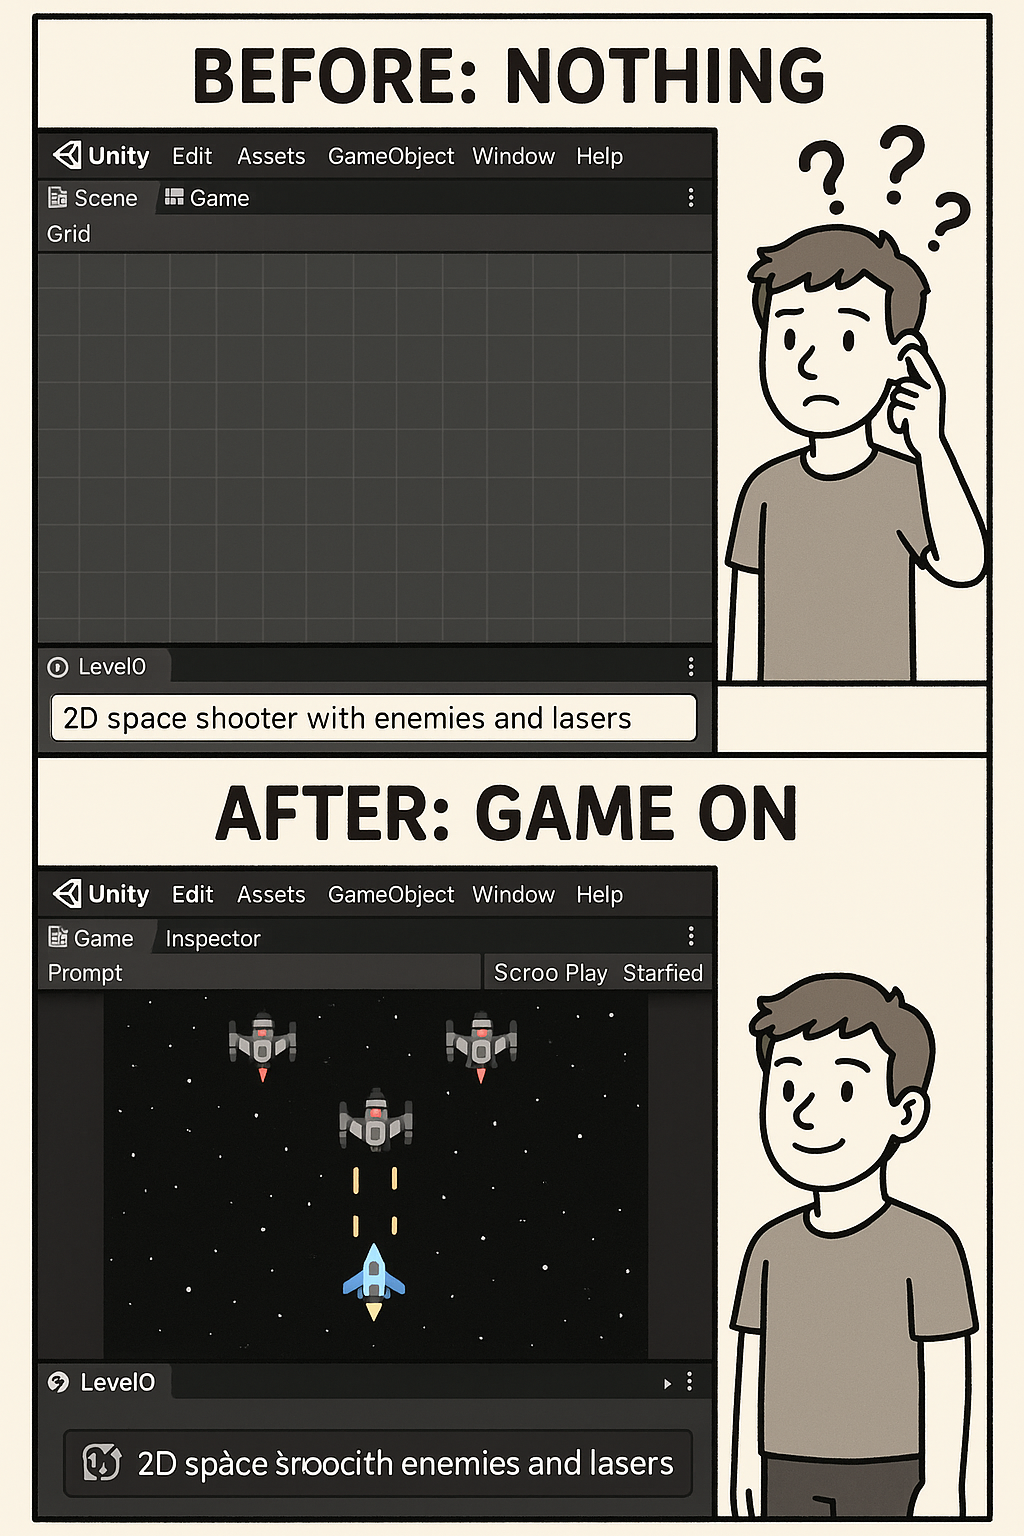 BEFORE: NOTHING
Unity Edit Assets GameObject Window Help
Scene Game
Grid
Level0
2D space shooter with enemies and lasers
? ? ?
AFTER: GAME ON
Unity Edit Assets GameObject Window Help
Game Inspector
Prompt Scroo Play Starfied
Level0
2D spàce s̀roocith enemies and lasers